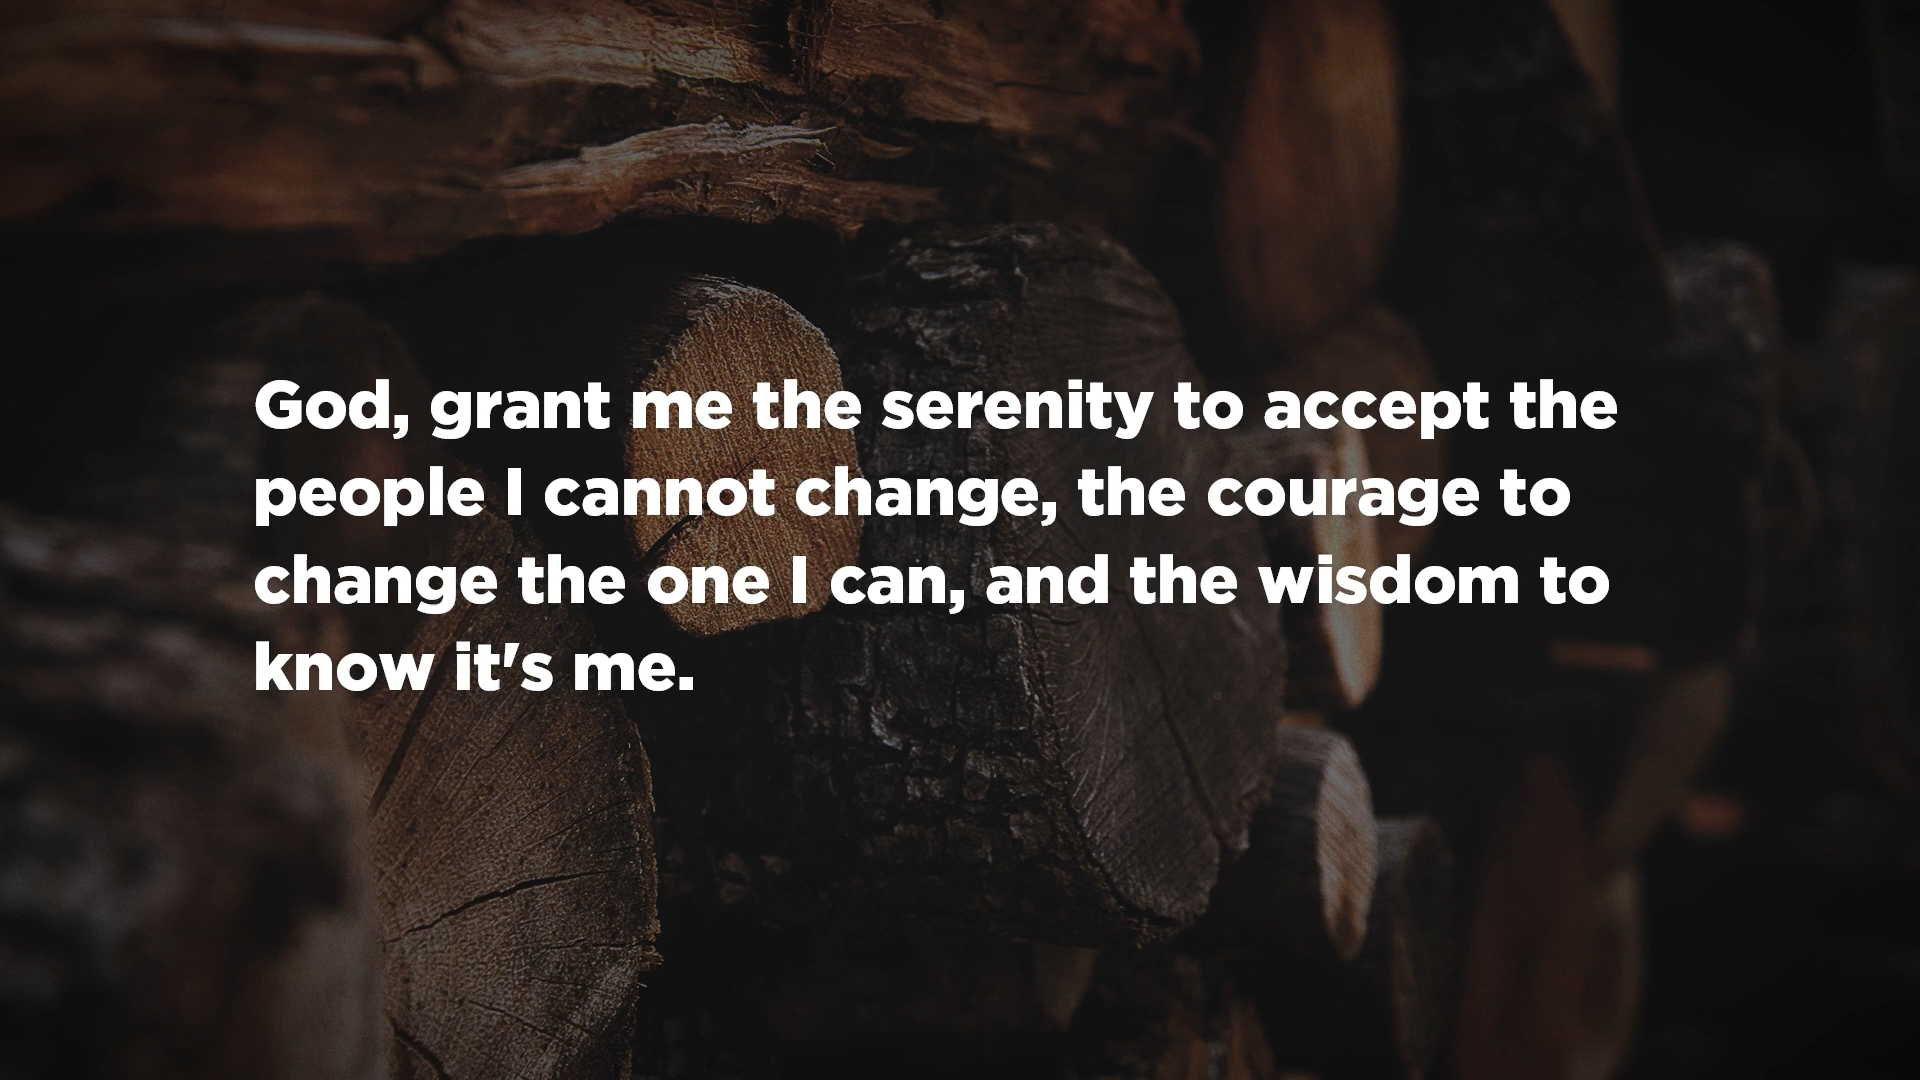 God, grant me the serenity to accept the
people I cannot change, the courage to
change the one I can, and the wisdom to
know it's me.